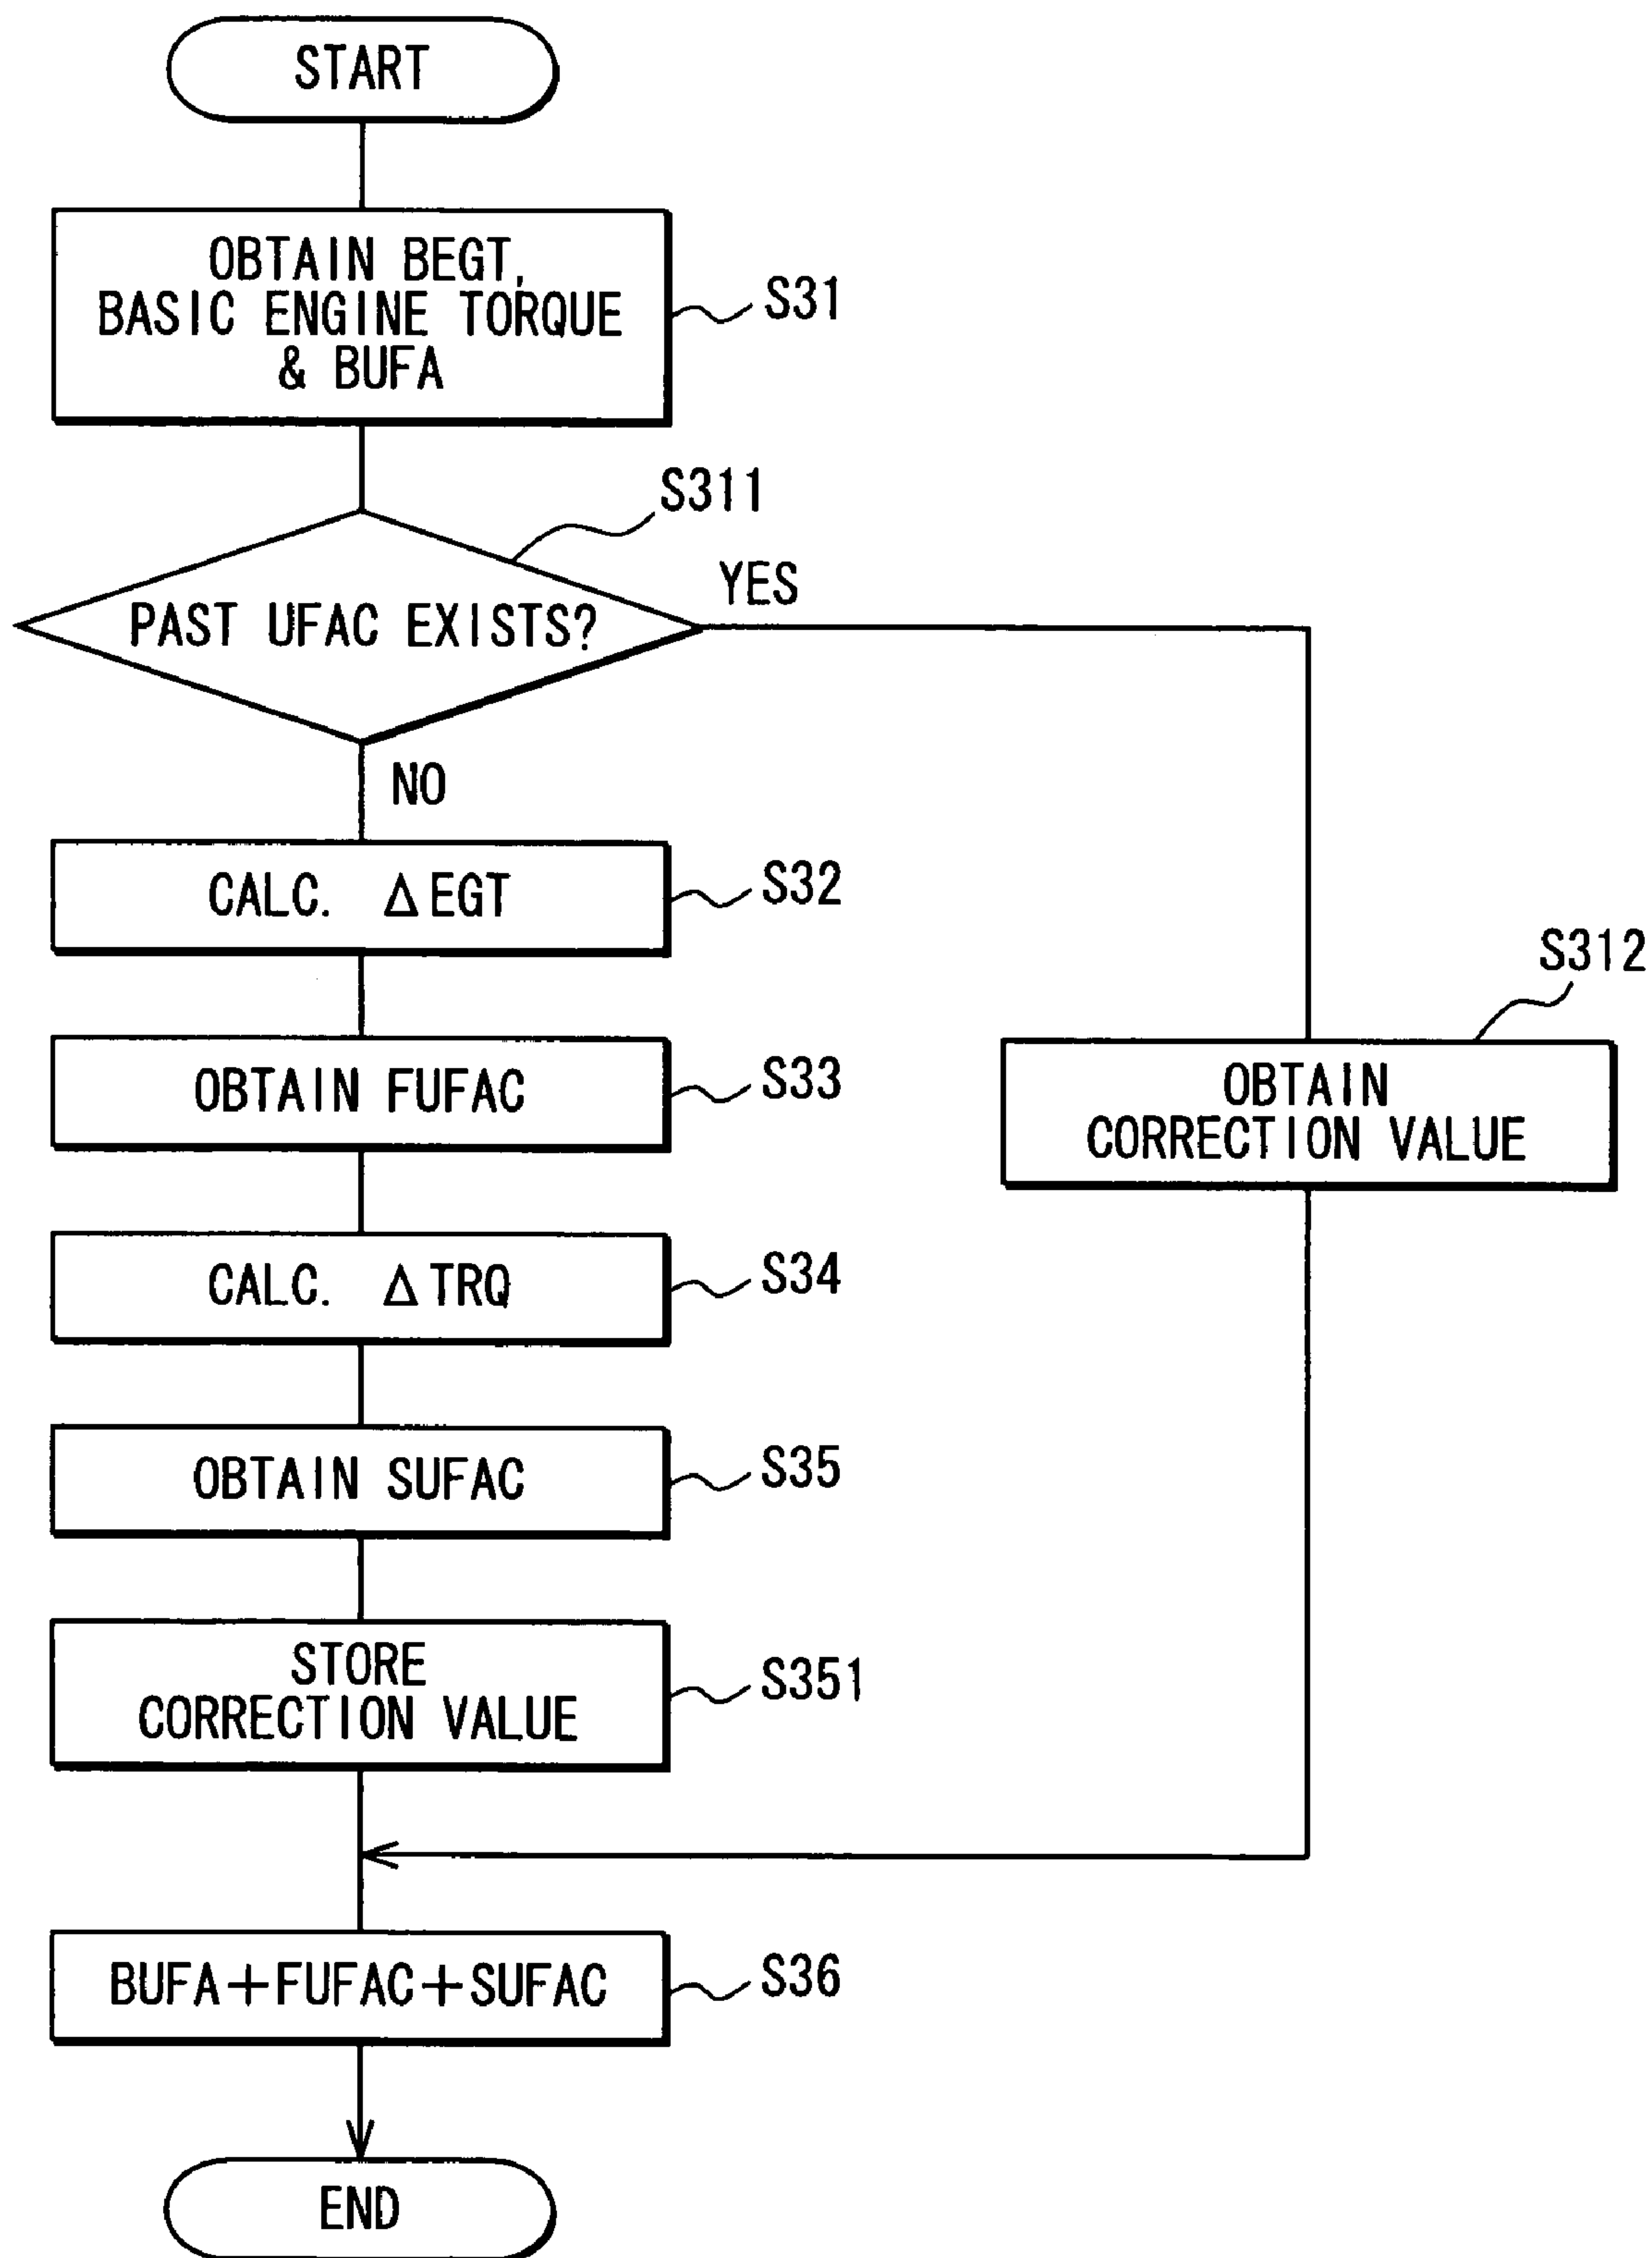 START
OBTAIN BEGT,
BASIC ENGINE TORQUE
& BUFA
S31
S311
PAST UFAC EXISTS?
YES
NO
CALC. ΔEGT
S32
OBTAIN FUFAC
S33
S312
OBTAIN
CORRECTION VALUE
CALC. ΔTRQ
S34
OBTAIN SUFAC
S35
STORE
CORRECTION VALUE
S351
BUFA+FUFAC+SUFAC
S36
END